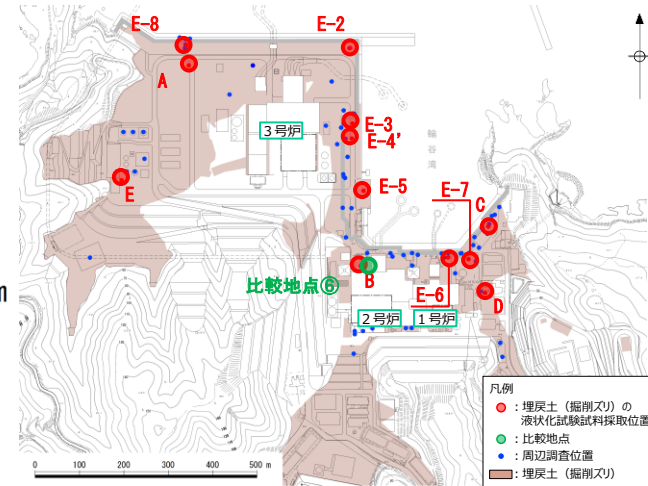 E-8
E-2
A
3号炉
E-3
E-4'
輪谷湾
E
E-5
E-7
C
比較地点⑥
B
E-6
D
m
2号炉
1号炉
凡例
：埋戻土（掘削ズリ）の
液状化試験試料採取位置
：比較地点
：周辺調査位置
：埋戻土（掘削ズリ）
0 100 200 300 400 500 m